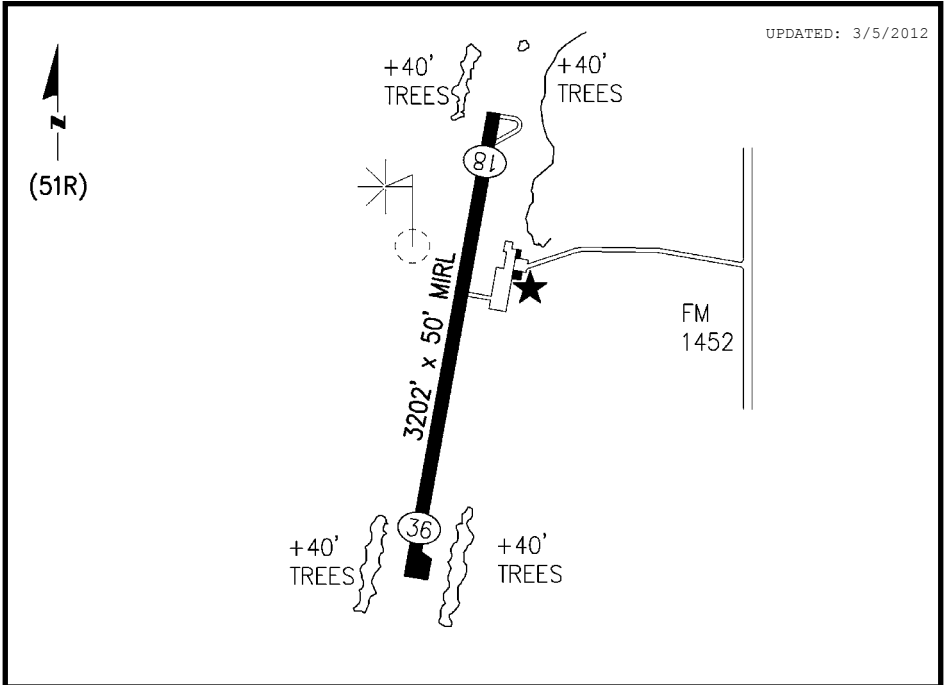 UPDATED: 3/5/2012
+40'
TREES
+40'
TREES
N
(51R)
18
3202' x 50' MIRL
FM
1452
36
+40'
TREES
+40'
TREES